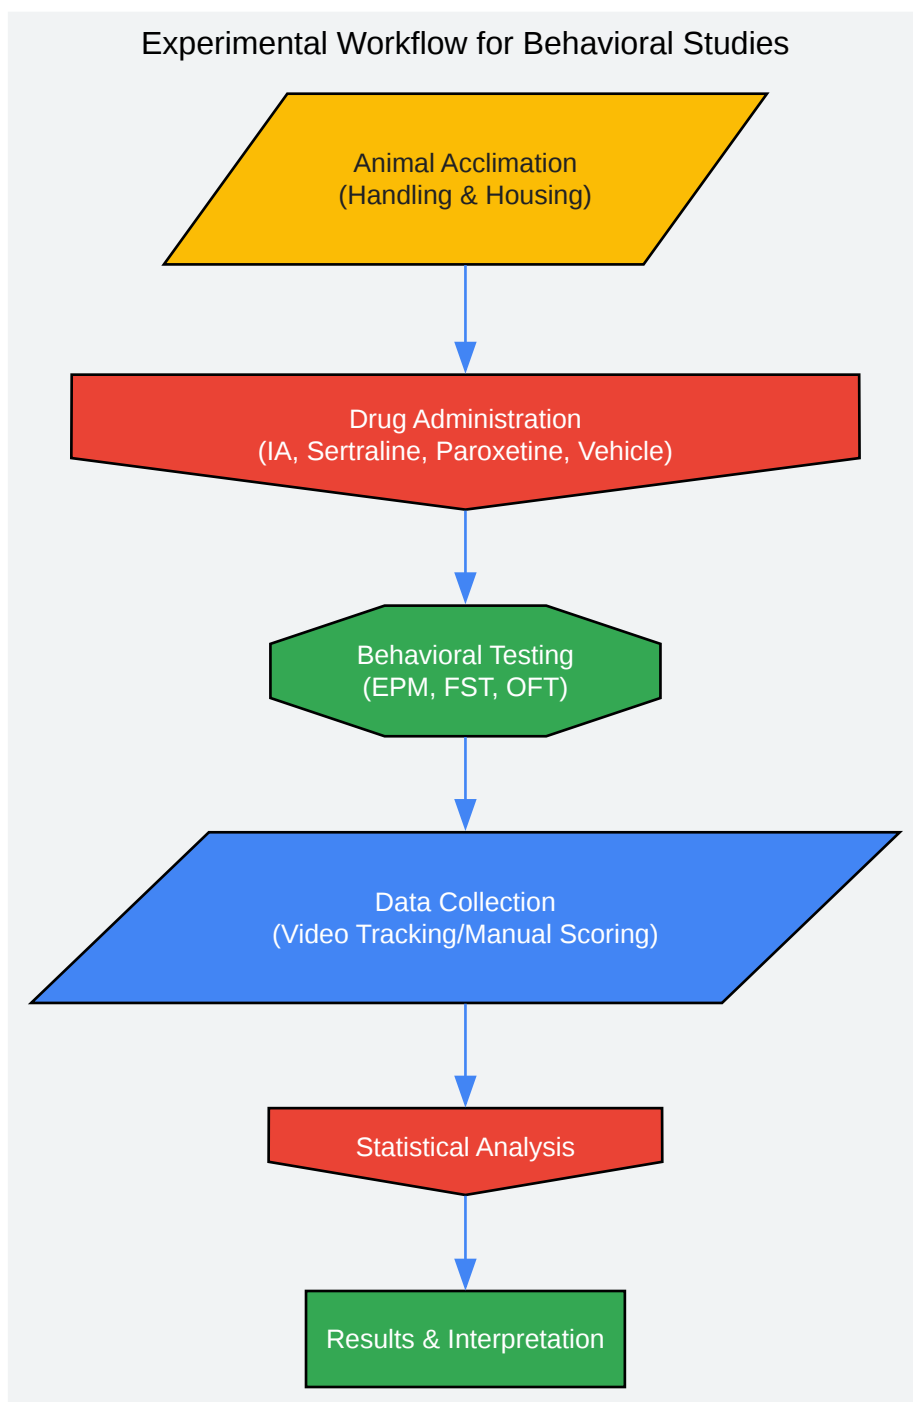 Experimental Workflow for Behavioral Studies
Animal Acclimation
(Handling & Housing)
Drug Administration
(IA, Sertraline, Paroxetine, Vehicle)
Behavioral Testing
(EPM, FST, OFT)
Data Collection
(Video Tracking/Manual Scoring)
Statistical Analysis
Results & Interpretation